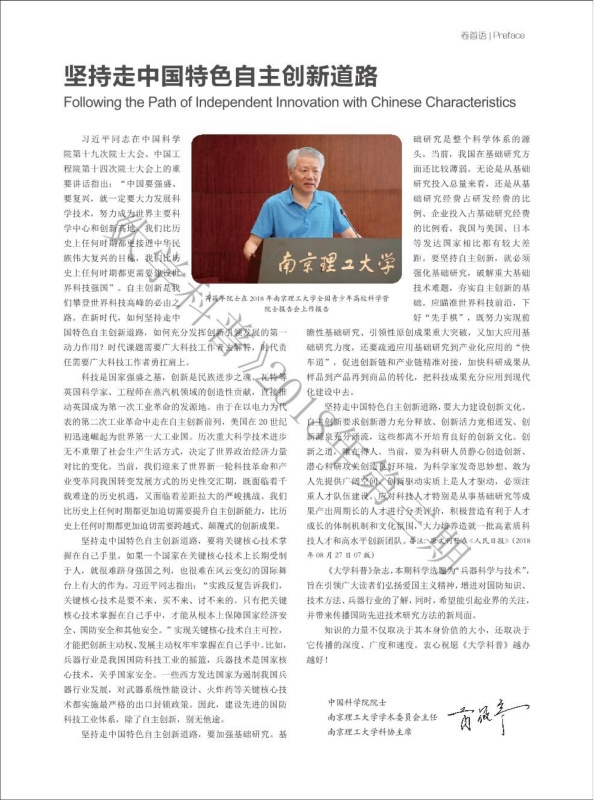 卷首语 | Preface
坚持走中国特色自主创新道路
Following the Path of Independent Innovation with Chinese Characteristics
习近平同志在中国科学
院第十九次院士大会、中国工程
院第十四次院士大会上的重
要讲话指出：“中国要强盛、
要复兴，就一定要大力发展科
学技术，努力成为世界主要科
学中心和创新高地。我们比历
史上任何时期都更接近中华民
族伟大复兴的目标，我们比历
史上任何时期都更需要建设世
界科技强国”。自主创新是我
们攀登世界科技高峰的必由之
路。在新时代，如何坚持走中
国特色自主创新道路，如何充分发挥创新引领发展的第一
动力作用？时代课题需要广大科技工作者去解答，时代责
任需要广大科技工作者勇扛肩上。
科技是国家强盛之基，创新是民族进步之魂。瓦特等
英国科学家、工程师在蒸汽机领域的创造性贡献，直接推
动英国成为第一次工业革命的发源地。由于在以电力为代
表的第二次工业革命中走在自主创新前列，美国在 20 世纪
初迅速崛起为世界第一大工业国。历次重大科学技术进步
无不重塑了社会生产生活方式，决定了世界政治经济力量
对比的变化。当前，我们迎来了世界新一轮科技革命和产
业变革同我国转变发展方式的历史性交汇期，既面临着千
载难逢的历史机遇，又面临着差距拉大的严峻挑战。我们
比历史上任何时期都更加迫切需要提升自主创新能力，比历
史上任何时期都更加迫切需要跨越式、颠覆式的创新成果。
坚持走中国特色自主创新道路，要将关键核心技术掌
握在自己手里。如果一个国家在关键核心技术上长期受制
于人，就很难跻身强国之列，也很难在风云变幻的国际舞
台上有大的作为。习近平同志指出：“实践反复告诉我们，
关键核心技术是要不来、买不来、讨不来的。只有把关键
核心技术掌握在自己手中，才能从根本上保障国家经济安
全、国防安全和其他安全。”实现关键核心技术自主可控，
才能把创新主动权、发展主动权牢牢掌握在自己手中。比如，
兵器行业是我国国防科技工业的摇篮，兵器技术是国家核
心技术，关乎国家安全。一些西方发达国家为遏制我国兵
器行业发展，对武器系统性能设计、火炸药等关键核心技
术都实施最严格的出口封锁政策。因此，建设先进的国防
科技工业体系，除了自主创新，别无他途。
坚持走中国特色自主创新道路，要加强基础研究。基
南京理工大学
芮筱亭院士在 2018 年南京理工大学全国青少年高校科学营
院士报告会上作报告
础研究是整个科学体系的源
头。当前，我国在基础研究方
面还比较薄弱。无论是从基础
研究投入总量来看，还是从基
础研究经费占研发经费的比
例、企业投入占基础研究经费
的比例看，我国与美国、日本
等发达国家相比都有较大差
距。要坚持自主创新，就必须
强化基础研究，破解重大基础
技术难题，夯实自主创新的基
础，应瞄准世界科技前沿，下
好“先手棋”，既努力实现前
瞻性基础研究、引领性原创成果重大突破，又加大应用基
础研究力度，还要疏通应用基础研究到产业化应用的“快
车道”，促进创新链和产业链精准对接，加快科研成果从
样品到产品再到商品的转化，把科技成果充分应用到现代
化建设中去。
坚持走中国特色自主创新道路，要大力建设创新文化。
自主创新要求创新潜力充分释放、创新活力竞相迸发、创
新源泉充分涌流，这些都离不开培育良好的创新文化。创
新之道，唯在得人。当前，要为科研人员静心创造创新、
潜心科研攻关创造更好环境，为科学家发奇思妙想、敢为
人先提供广阔空间。创新驱动实质上是人才驱动，必须注
重人才队伍建设，应对科技人才特别是从事基础研究等成
果产出周期长的人才进行分类评价，积极营造有利于人才
成长的体制机制和文化氛围，大力培养造就一批高素质科
技人才和高水平创新团队。备注：原文刊登在《人民日报》（2018
年 08 月 27 日 07 版）
《大学科普》杂志，本期科学选题为“兵器科学与技术”，
旨在引领广大读者们弘扬爱国主义精神，增进对国防知识、
技术方法、兵器行业的了解，同时，希望能引起业界的关注，
并带来传播国防先进技术研究方法的新局面。
知识的力量不仅取决于其本身价值的大小，还取决于
它传播的深度、广度和速度。衷心祝愿《大学科普》越办
越好！
中国科学院院士
南京理工大学学术委员会主任
南京理工大学科协主席
芮筱亭
《大学科普》2018年第三期